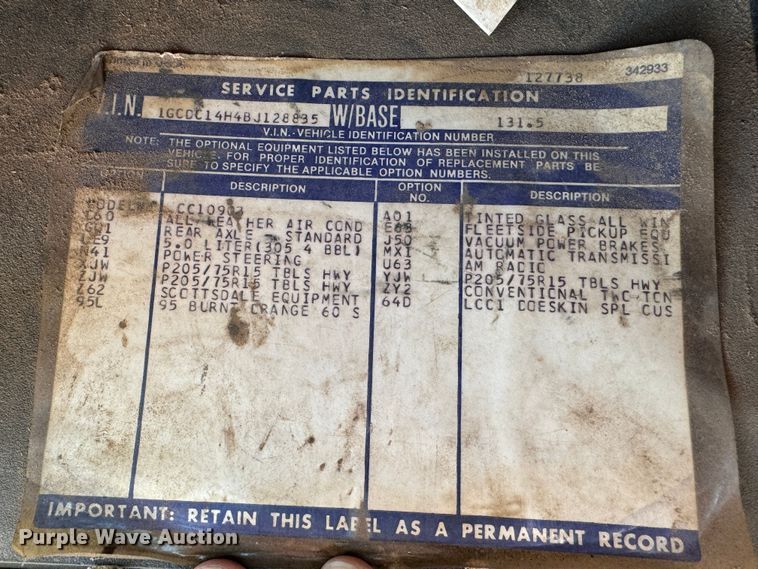 127738
342933
SERVICE PARTS IDENTIFICATION
V.I.N. 1GCDC14H4BJ128835 W/BASE 131.5
V.I.N.-VEHICLE IDENTIFICATION NUMBER
NOTE: THE OPTIONAL EQUIPMENT LISTED BELOW HAS BEEN INSTALLED ON THIS
VEHICLE. FOR PROPER IDENTIFICATION OF REPLACEMENT PARTS BE
SURE TO SPECIFY THE APPLICABLE OPTION NUMBERS.
OPTION DESCRIPTION OPTION NO. DESCRIPTION
MODEL CC10903
C60 ALL WEATHER AIR COND A01 TINTED GLASS ALL WIN
GW1 REAR AXLE STANDARD E63 FLEETSIDE PICKUP EQU
LE9 5.0 LITER(305 4 BBL) J50 VACUUM POWER BRAKES
N41 POWER STEERING MX1 AUTOMATIC TRANSMISSI
XJW P205/75R15 TBLS HWY U63 AM RADIO
ZJW P205/75R15 TBLS HWY YJW P205/75R15 TBLS HWY
Z62 SCOTTSDALE EQUIPMENT ZY2 CONVENTIONAL TWO TON
95L 95 BURNT ORANGE 60 S 64D LCC1 DOESKIN SPL CUS
IMPORTANT: RETAIN THIS LABEL AS A PERMANENT RECORD
Purple Wave Auction